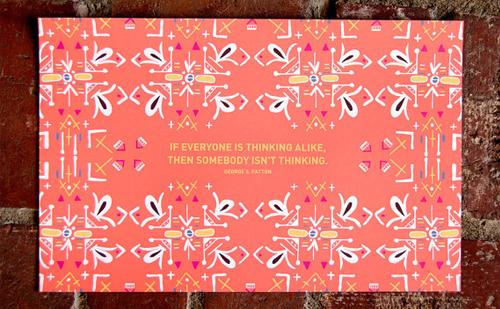 IF EVERYONE IS THINKING ALIKE,
THEN SOMEBODY ISN'T THINKING.
GEORGE S. PATTON